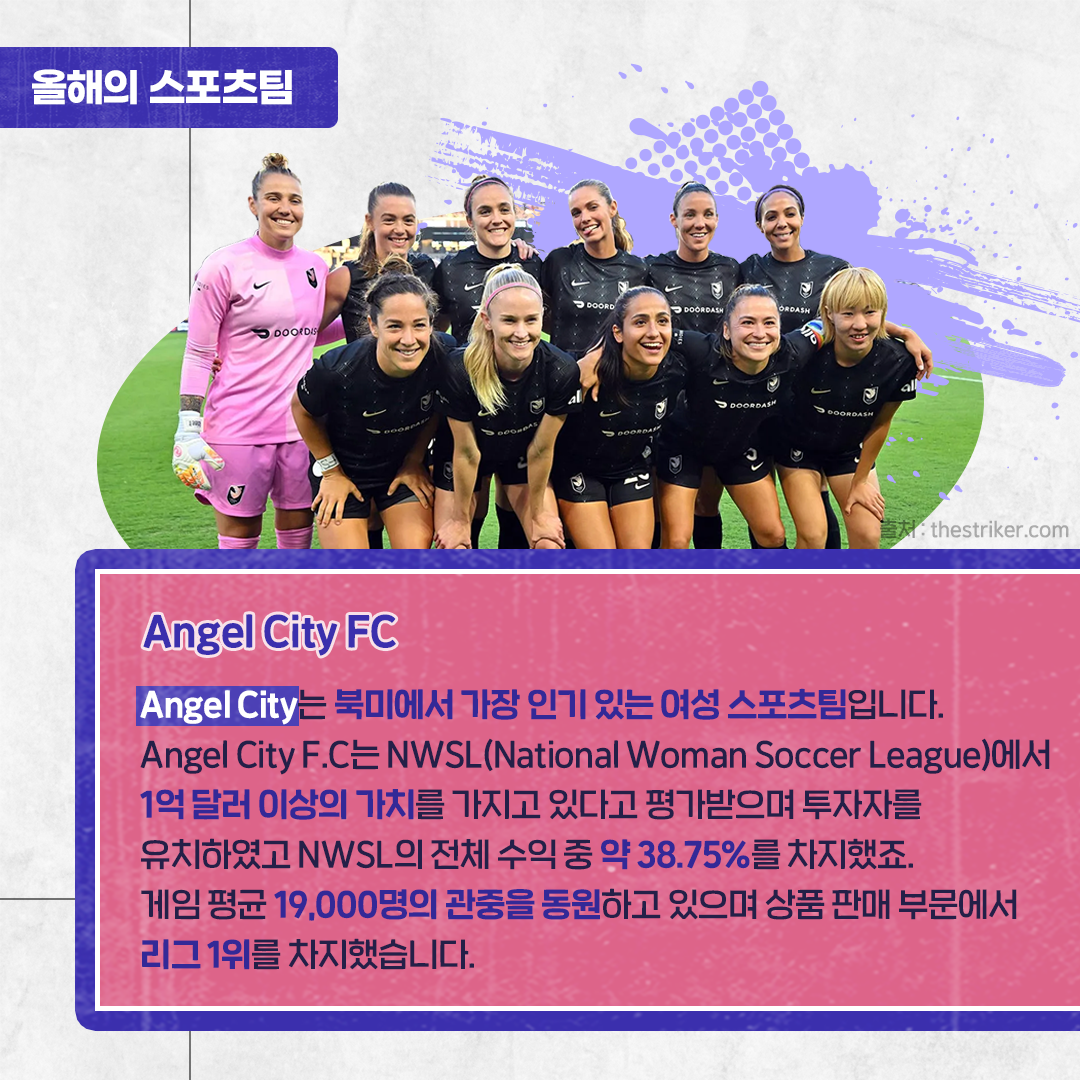 올해의 스포츠팀
DOORDASH
DOORDASH
DOORDASH
DOORDASH
DOORDASH
DOORDASH
DOORDASH
출처 : thestriker.com
Angel City FC
Angel City는 북미에서 가장 인기 있는 여성 스포츠팀입니다.
Angel City F.C는 NWSL(National Woman Soccer League)에서
1억 달러 이상의 가치를 가지고 있다고 평가받으며 투자자를
유치하였고 NWSL의 전체 수익 중 약 38.75%를 차지했죠.
게임 평균 19,000명의 관중을 동원하고 있으며 상품 판매 부문에서
리그 1위를 차지했습니다.